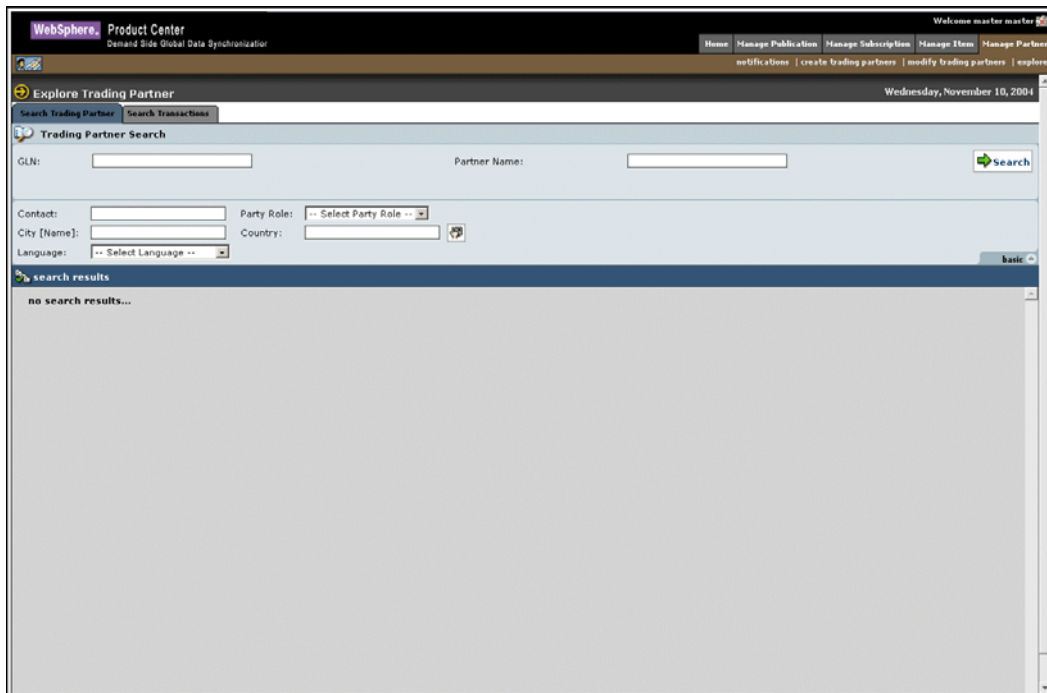 Welcome master master
WebSphere. Product Center
Demand Side Global Data Synchronization
Home Manage Publication Manage Subscription Manage Item Manage Partner
notifications | create trading partners | modify trading partners | explore
Explore Trading Partner Wednesday, November 10, 2004
Search Trading Partner Search Transactions
Trading Partner Search
GLN: Partner Name: Search
Contact: Party Role: -- Select Party Role --
City [Name]: Country:
Language: -- Select Language --
basic
search results
no search results...